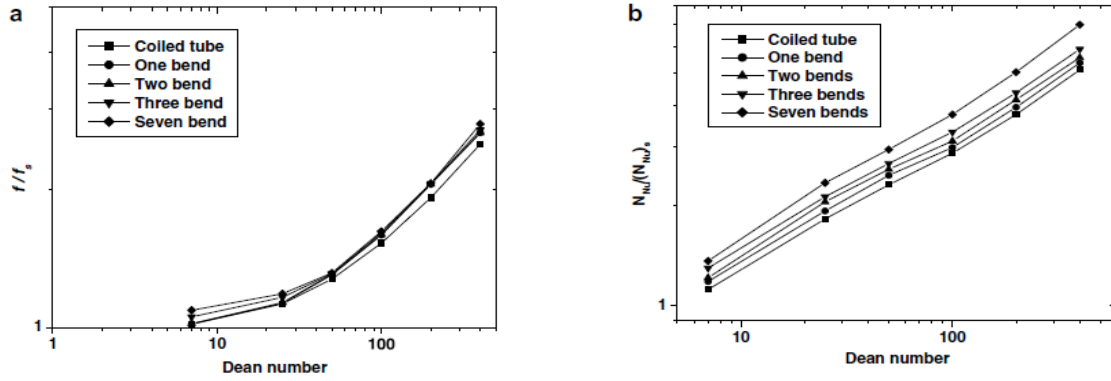 a
f/fs
Coiled tube
One bend
Two bend
Three bend
Seven bend
1
1
10
100
Dean number
b
NNu/(NNu)s
Coiled tube
One bend
Two bends
Three bends
Seven bends
2
1
10
100
Dean number